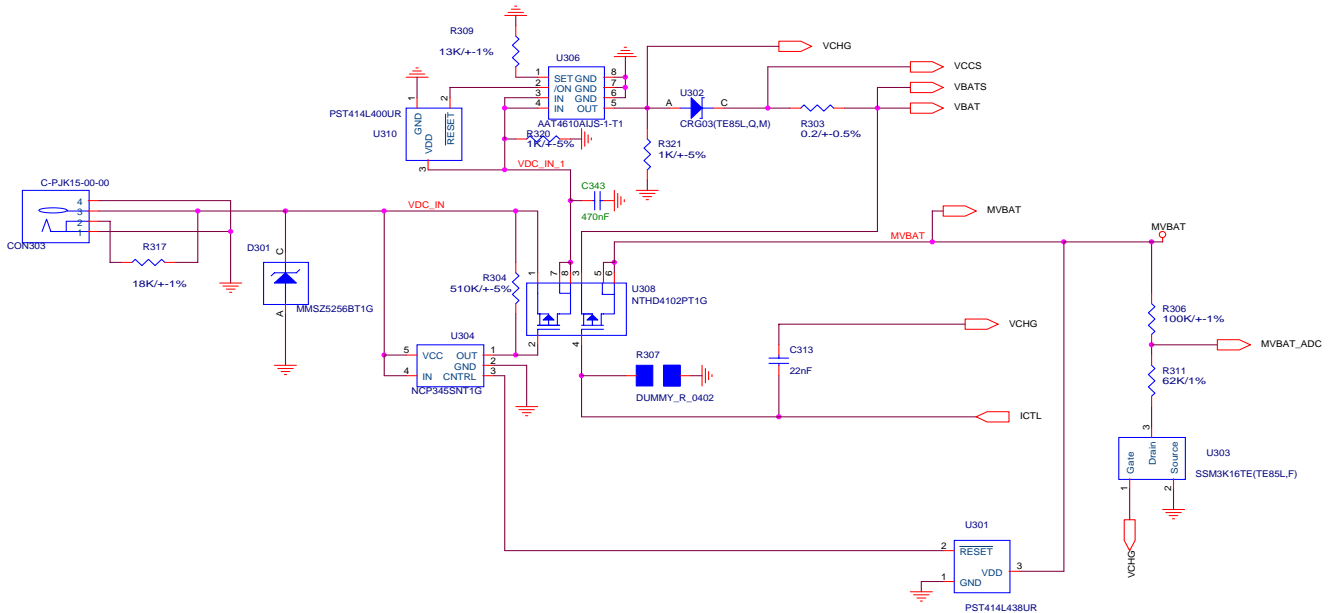 R309
13K/+-1%
U306
1 SET GND 8
2 /ON GND 7
3 IN GND 6
4 IN OUT 5
AAT4610AIJS-1-T1
VCHG
VCCS
VBATS
VBAT
U302
A C
CRG03(TE85L,Q,M)
R303
0.2/+-0.5%
1 2
PST414L400UR
GND RESET
VDD
U310
3
R320
1K/+-5%
R321
1K/+-5%
VDC_IN_1
C343
470nF
C-PJK15-00-00
4
3
2
1
CON303
VDC_IN
R317
18K/+-1%
D301
C
A
MMSZ5256BT1G
R304
510K/+-5%
1 7 8 3 5 6
U308
NTHD4102PT1G
2 4
MVBAT
MVBAT
MVBAT
U304
5 VCC OUT 1
GND 2
4 IN CNTRL 3
NCP345SNT1G
R307
DUMMY_R_0402
C313
22nF
VCHG
ICTL
R306
100K/+-1%
MVBAT_ADC
R311
62K/1%
3
Gate Drain Source
1 2
U303
SSM3K16TE(TE85L,F)
VCHG
U301
2 RESET
VDD 3
1 GND
PST414L438UR